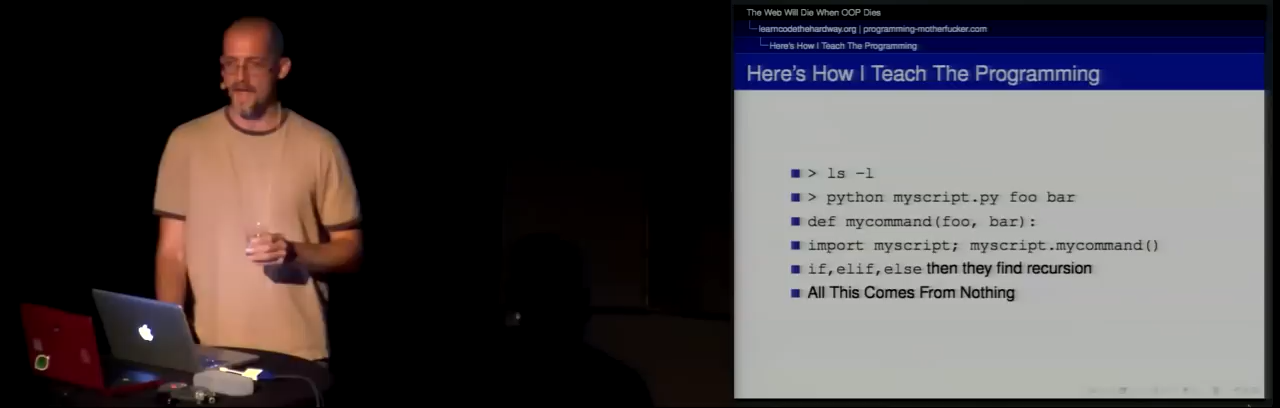 The Web Will Die When OOP Dies
learncodethehardway.org | programming-motherfucker.com
Here's How I Teach The Programming
Here's How I Teach The Programming
> ls -l
> python myscript.py foo bar
def mycommand(foo, bar):
import myscript; myscript.mycommand()
if,elif,else then they find recursion
All This Comes From Nothing